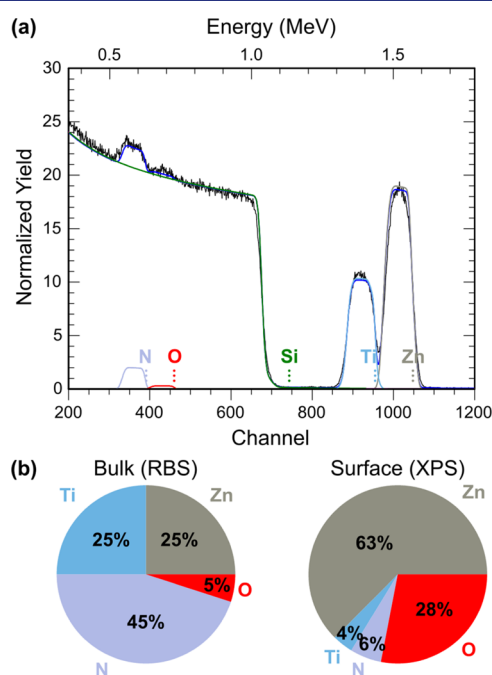 (a)
Energy (MeV)
0.5 1.0 1.5
30
25
20
15
10
5
0
Normalized Yield
N O Si Ti Zn
200 400 600 800 1000 1200
Channel
(b)
Bulk (RBS)
Ti Zn
25% 25%
5% O
45%
N
Surface (XPS)
Zn
63%
28%
4% 6%
Ti N O